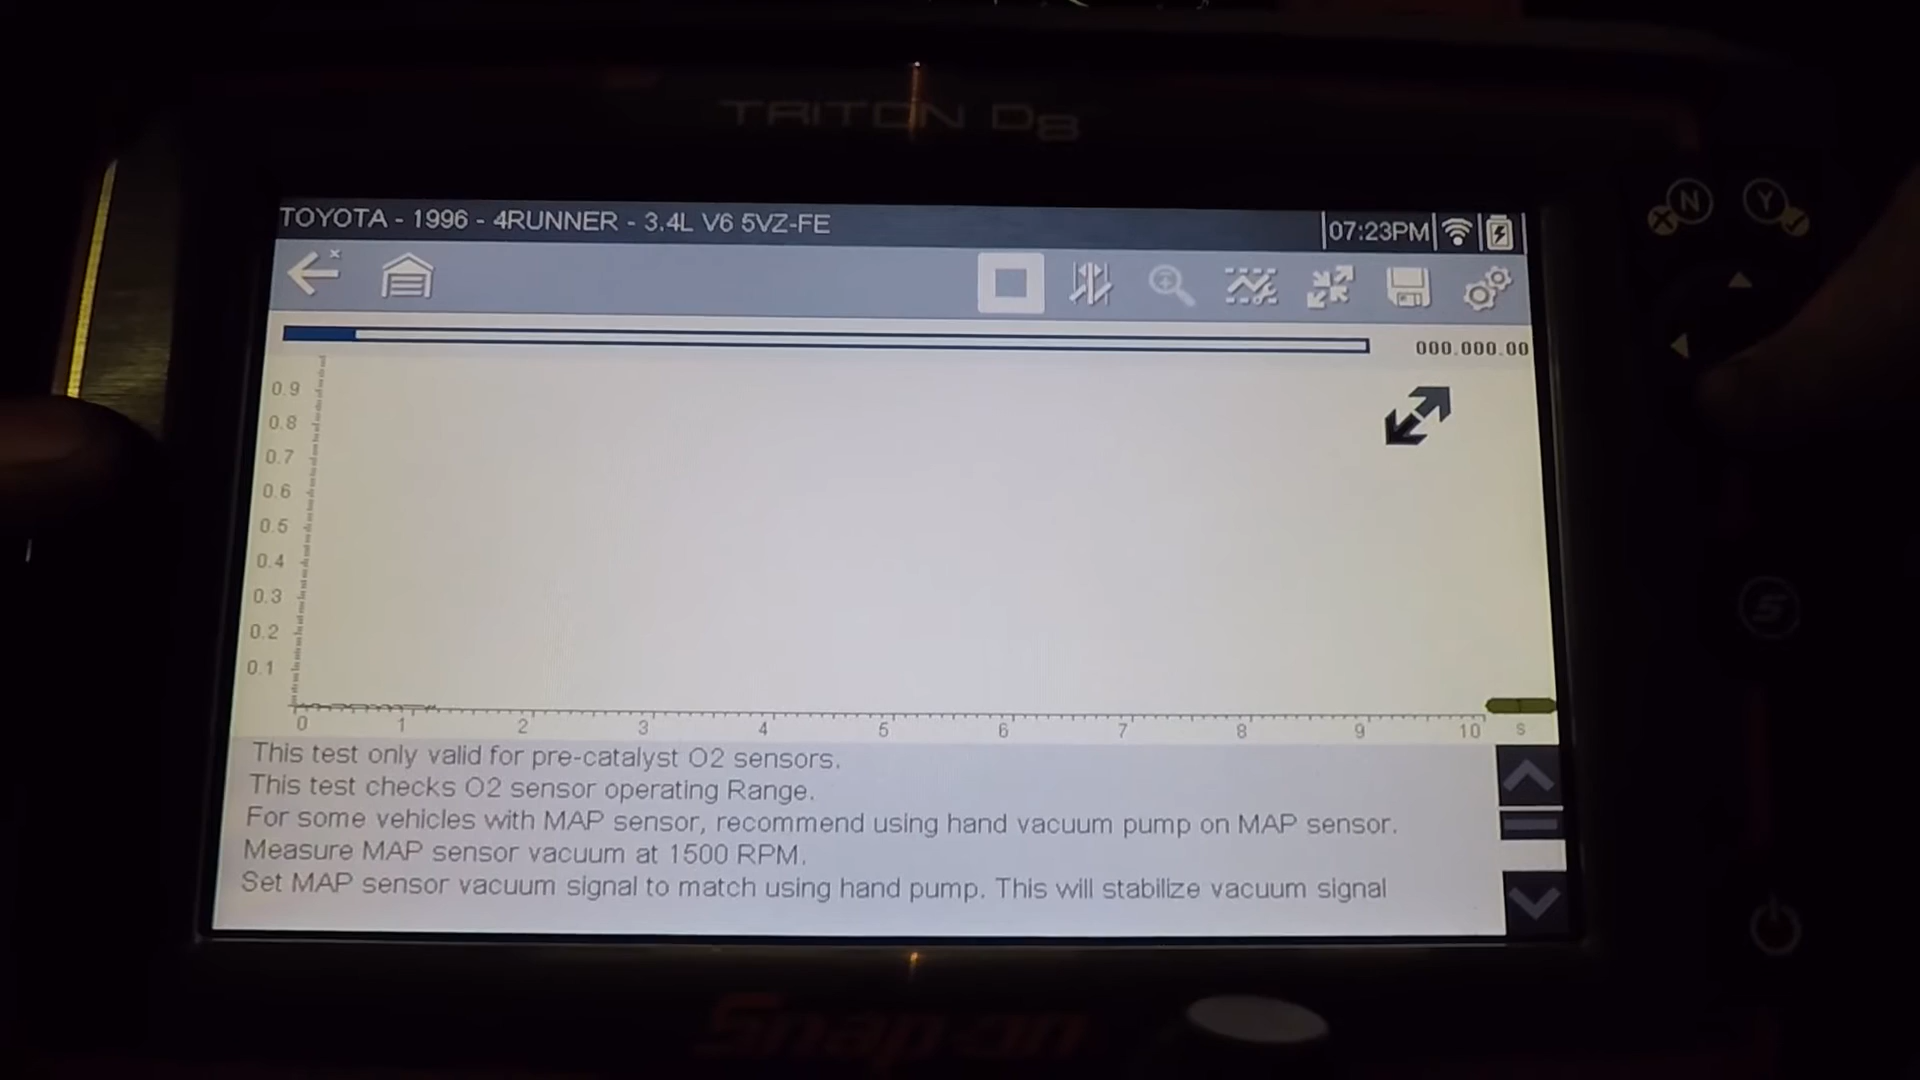 TRITON D8
N Y
TOYOTA - 1996 - 4RUNNER - 3.4L V6 5VZ-FE
07:23PM
000.000.00
0.9
0.8
0.7
0.6
0.5
0.4
0.3
0.2
0.1
0 1 2 3 4 5 6 7 8 9 10 s
This test only valid for pre-catalyst O2 sensors.
This test checks O2 sensor operating Range.
For some vehicles with MAP sensor, recommend using hand vacuum pump on MAP sensor.
Measure MAP sensor vacuum at 1500 RPM.
Set MAP sensor vacuum signal to match using hand pump. This will stabilize vacuum signal
Snap-on